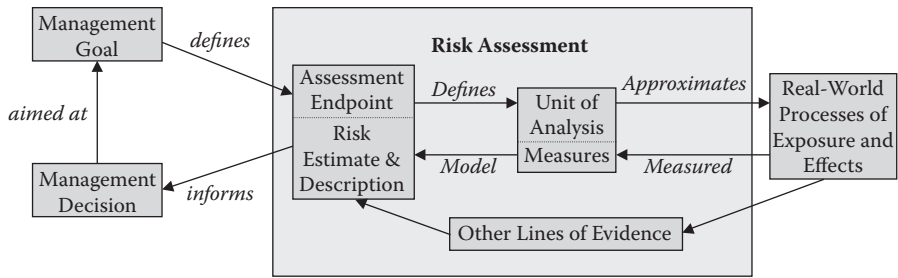 Management
Goal
defines
Risk Assessment
aimed at
Assessment
Endpoint
Risk
Estimate &
Description
Defines
Model
Unit of
Analysis
Measures
Approximates
Measured
Real-World
Processes of
Exposure and
Effects
Management
Decision
informs
Other Lines of Evidence